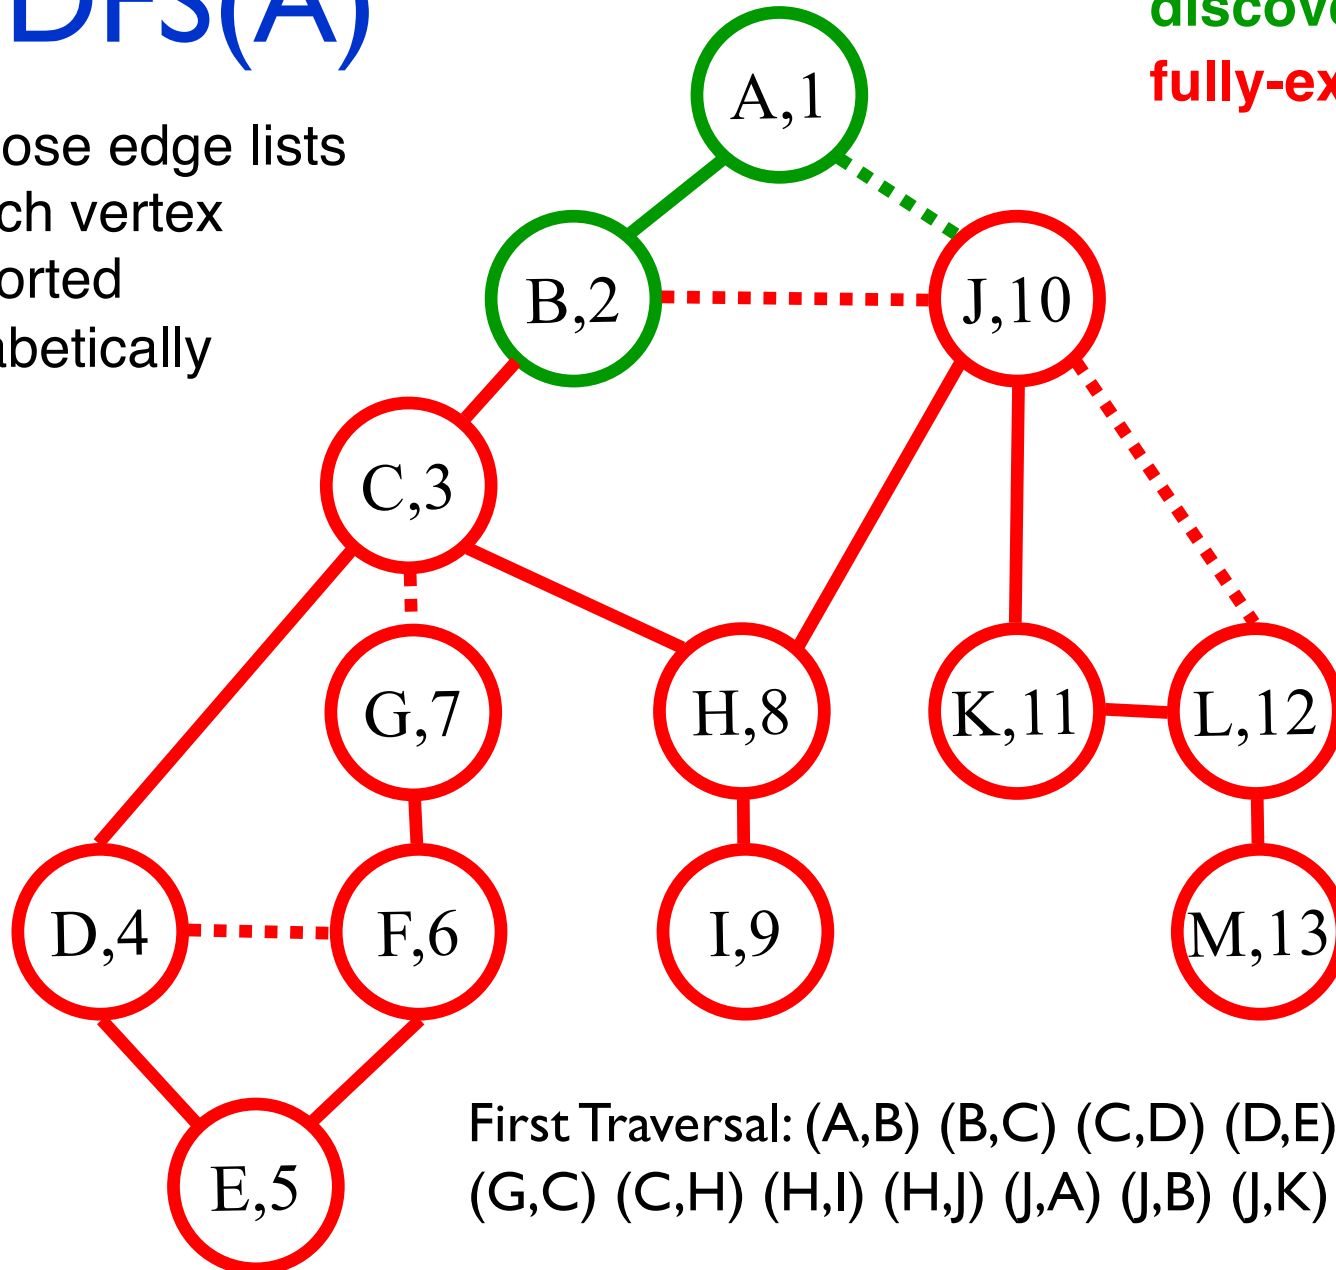 DFS(A)
discov
fully-ex
ose edge lists
ch vertex
orted
abetically
A,1
B,2
J,10
C,3
G,7
H,8
K,11
L,12
D,4
F,6
I,9
M,13
E,5
First Traversal: (A,B) (B,C) (C,D) (D,E)
(G,C) (C,H) (H,I) (H,J) (J,A) (J,B) (J,K)